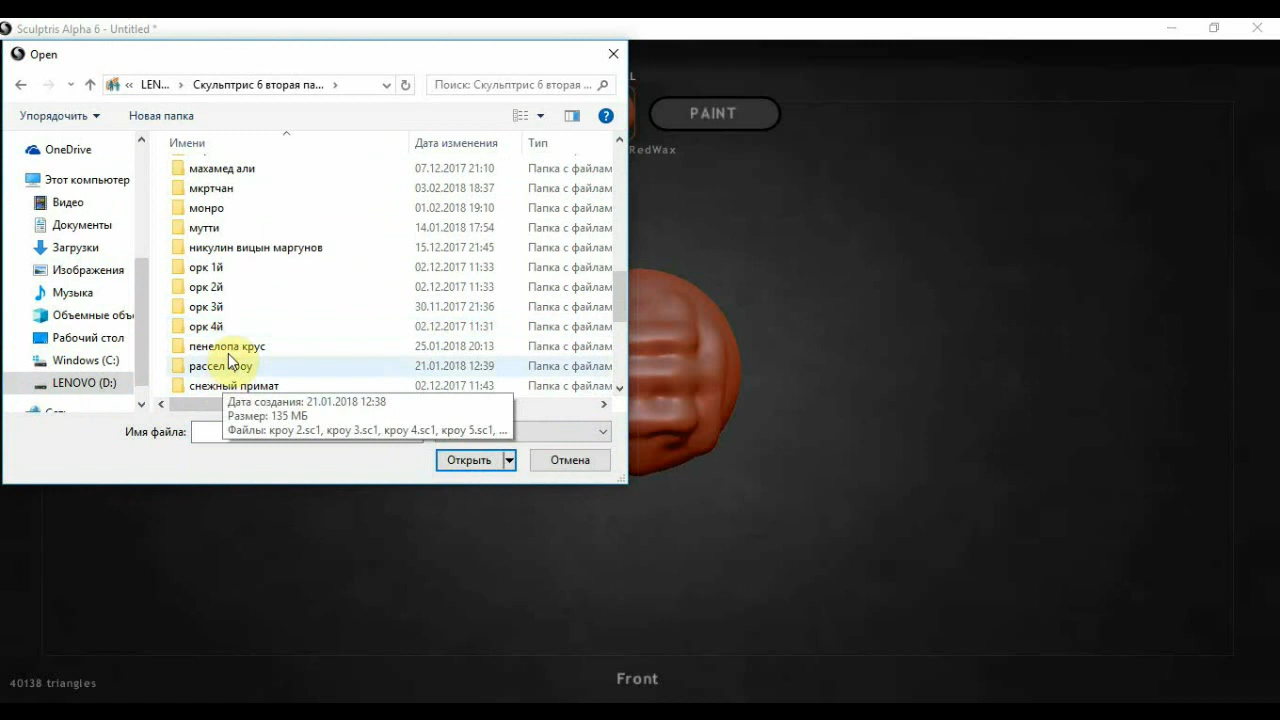 Sculptris Alpha 6 - Untitled *
Open
« LEN... › Скульптрис 6 вторая па... ›
Поиск: Скульптрис 6 вторая ...
L
PAINT
Упорядочить
Новая папка
?
RedWax
OneDrive
Этот компьютер
Видео
Документы
Загрузки
Изображения
Музыка
Объемные объ
Рабочий стол
Windows (C:)
LENOVO (D:)
Имени Дата изменения Тип
махамед али 07.12.2017 21:10 Папка с файлам
мкртчан 03.02.2018 18:37 Папка с файлам
монро 01.02.2018 19:10 Папка с файлам
мутти 14.01.2018 17:54 Папка с файлам
никулин вицын маргунов 15.12.2017 21:45 Папка с файлам
орк 1й 02.12.2017 11:33 Папка с файлам
орк 2й 02.12.2017 11:33 Папка с файлам
орк 3й 30.11.2017 21:36 Папка с файлам
орк 4й 02.12.2017 11:31 Папка с файлам
пенелопа крус 25.01.2018 20:13 Папка с файлам
рассел кроу 21.01.2018 12:39 Папка с файлам
снежный примат 02.12.2017 11:43 Папка с файлам
Дата создания: 21.01.2018 12:38
Размер: 135 МБ
Файлы: кроу 2.sc1, кроу 3.sc1, кроу 4.sc1, кроу 5.sc1, ...
Имя файла:
Открыть
Отмена
40138 triangles
Front